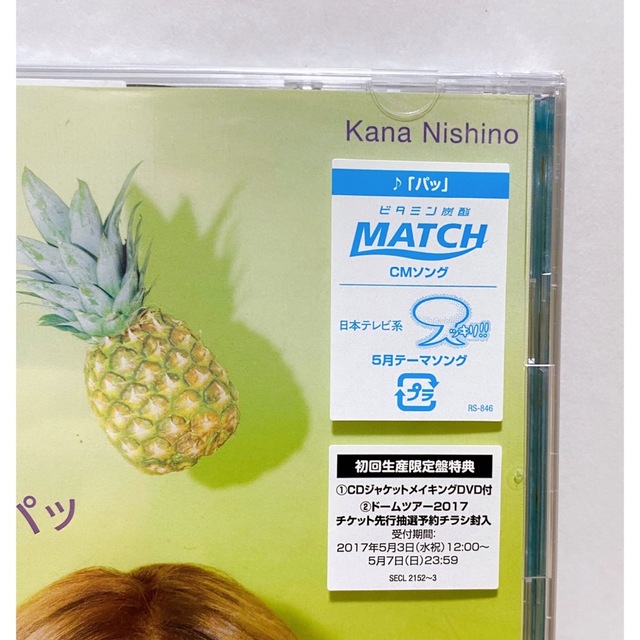 Kana Nishino
♪「パッ」
ビタミン炭酸
MATCH
CMソング
日本テレビ系
スッキリ!!
5月テーマソング
プラ
RS-846
初回生産限定盤特典
①CDジャケットメイキングDVD付
②ドームツアー2017
チケット先行抽選予約チラシ封入
受付期間:
2017年5月3日(水祝)12:00〜
5月7日(日)23:59
SECL 2152〜3
パッ